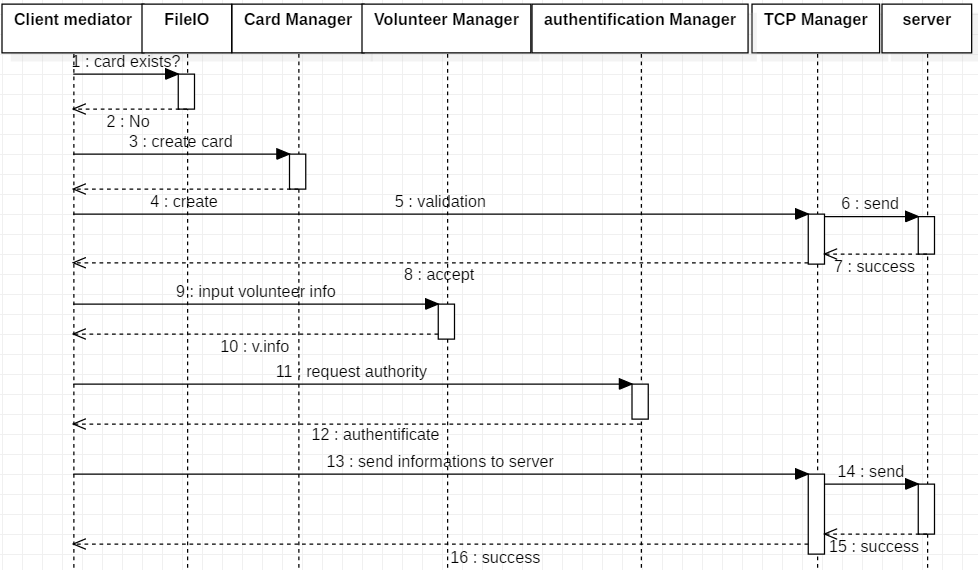 Client mediator
FileIO
Card Manager
Volunteer Manager
authentification Manager
TCP Manager
server
1 : card exists?
2 : No
3 : create card
4 : create
5 : validation
6 : send
7 : success
8 : accept
9 : input volunteer info
10 : v.info
11 : request authority
12 : authentificate
13 : send informations to server
14 : send
15 : success
16 : success